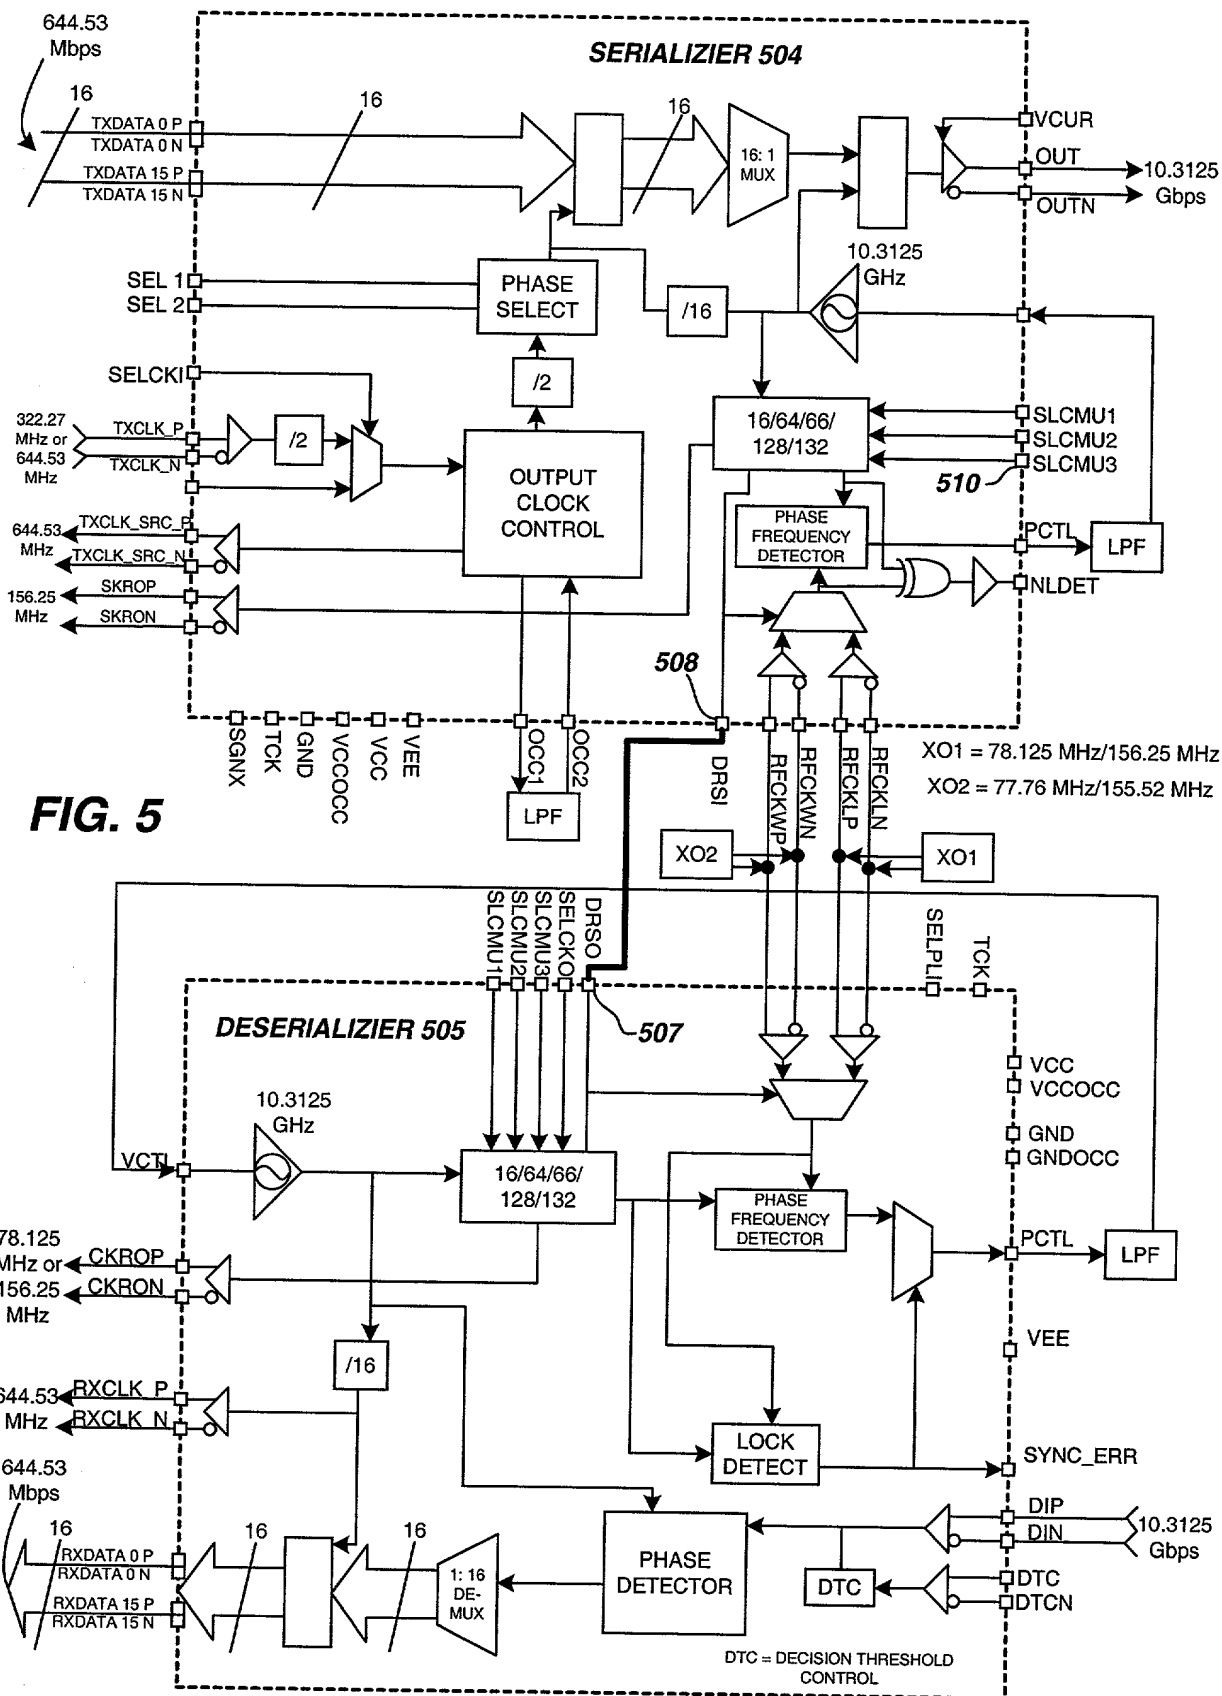 644.53
Mbps
SERIALIZIER 504
16
16
16
TXDATA 0 P
TXDATA 0 N
TXDATA 15 P
TXDATA 15 N
16: 1
MUX
VCUR
OUT
OUTN
10.3125
Gbps
10.3125
GHz
SEL 1
SEL 2
PHASE
SELECT
/16
/2
SELCKI
322.27
MHz or
644.53
MHz
TXCLK_P
TXCLK_N
/2
OUTPUT
CLOCK
CONTROL
16/64/66/
128/132
SLCMU1
SLCMU2
SLCMU3
510
PHASE
FREQUENCY
DETECTOR
PCTL
LPF
NLDET
644.53
MHz
TXCLK_SRC_P
TXCLK_SRC_N
156.25
MHz
SKROP
SKRON
508
SGNX
TCK
GND
VCCOCC
VCC
VEE
OCC1
OCC2
LPF
DRSI
RFCKWP
RFCKWN
RFCKLP
RFCKLN
XO1 = 78.125 MHz/156.25 MHz
XO2 = 77.76 MHz/155.52 MHz
FIG. 5
XO2
XO1
SLCMU1
SLCMU2
SLCMU3
SELCKO
DRSO
SELPLI
TCK
DESERIALIZIER 505
507
VCC
VCCOCC
GND
GNDOCC
10.3125
GHz
VCTL
16/64/66/
128/132
PHASE
FREQUENCY
DETECTOR
PCTL
LPF
78.125
MHz or
156.25
MHz
CKROP
CKRON
VEE
/16
644.53
MHz
RXCLK_P
RXCLK_N
LOCK
DETECT
SYNC_ERR
644.53
Mbps
16
16
16
RXDATA 0 P
RXDATA 0 N
RXDATA 15 P
RXDATA 15 N
1: 16
DE-
MUX
PHASE
DETECTOR
DTC
DIP
DIN
10.3125
Gbps
DTC
DTCN
DTC = DECISION THRESHOLD
CONTROL